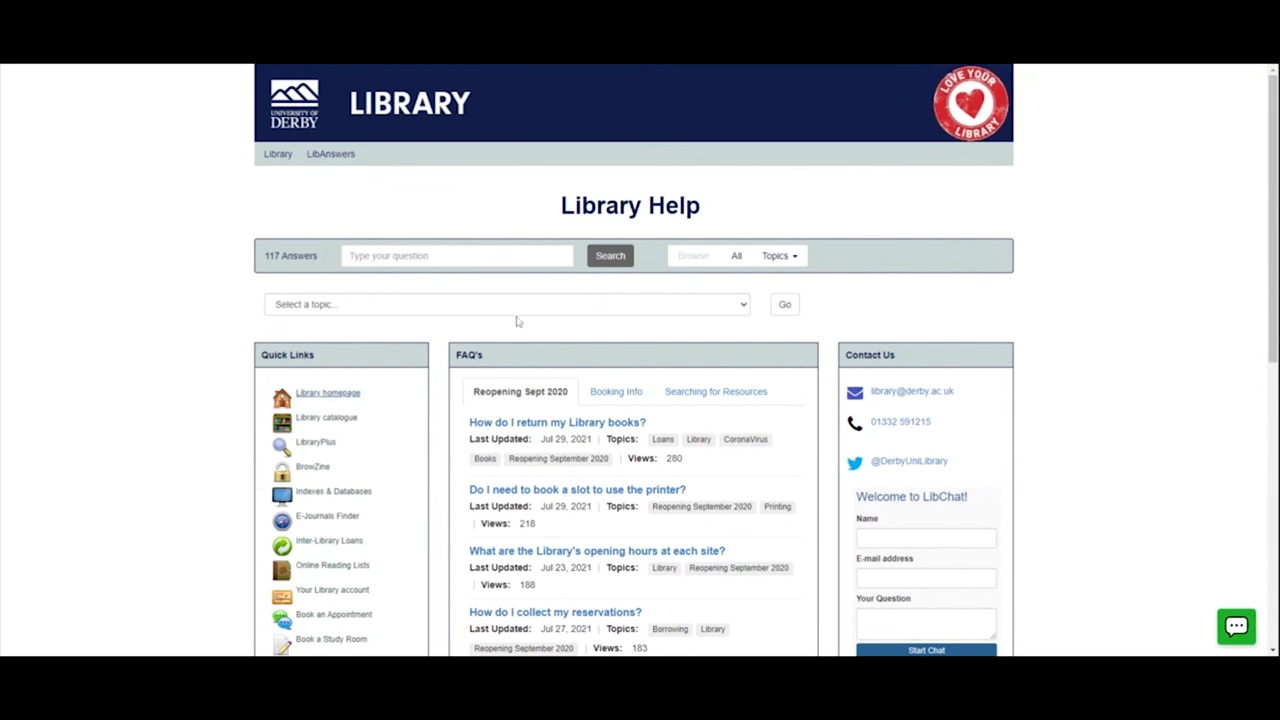 UNIVERSITY OF
DERBY
LIBRARY
LOVE YOUR
LIBRARY
Library LibAnswers
Library Help
117 Answers Type your question Search Browse: All Topics
Select a topic... Go
Quick Links
Library homepage
Library catalogue
LibraryPlus
BrowZine
Indexes & Databases
E-Journals Finder
Inter-Library Loans
Online Reading Lists
Your Library account
Book an Appointment
Book a Study Room
FAQ's
Reopening Sept 2020 Booking Info Searching for Resources
How do I return my Library books?
Last Updated: Jul 29, 2021 | Topics: Loans Library CoronaVirus
Books Reopening September 2020 | Views: 280
Do I need to book a slot to use the printer?
Last Updated: Jul 29, 2021 | Topics: Reopening September 2020 Printing
| Views: 218
What are the Library's opening hours at each site?
Last Updated: Jul 23, 2021 | Topics: Library Reopening September 2020
| Views: 188
How do I collect my reservations?
Last Updated: Jul 27, 2021 | Topics: Borrowing Library
Reopening September 2020 | Views: 183
Contact Us
library@derby.ac.uk
01332 591215
@DerbyUniLibrary
Welcome to LibChat!
Name
E-mail address
Your Question
Start Chat